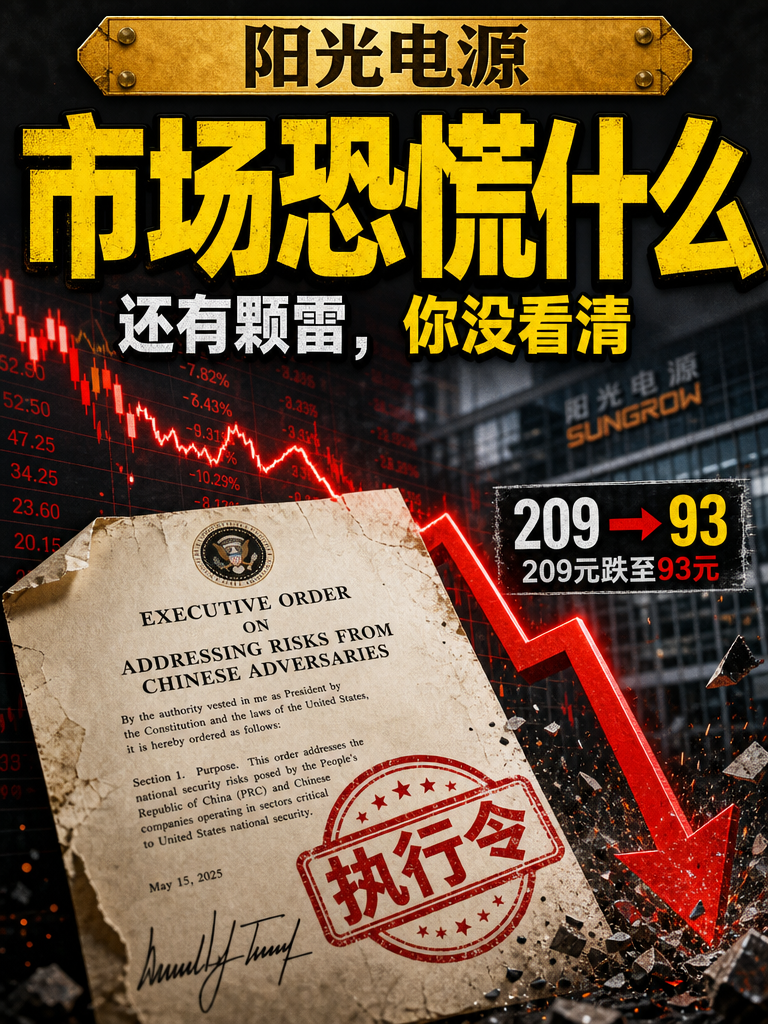 阳光电源
市场恐慌什么
还有颗雷，你没看清
52.90
52.50
47.25
34.25
23.60
20.15
-7.82%
-6.43%
-10.29%
阳光电源
SUNGROW
209→93
209元跌至93元
EXECUTIVE ORDER
ON
ADDRESSING RISKS FROM
CHINESE ADVERSARIES
By the authority vested in me as President by
the Constitution and the laws of the United States,
it is hereby ordered as follows:
Section 1. Purpose. This order addresses the
national security risks posed by the People's
Republic of China (PRC) and Chinese
companies operating in sectors critical
to United States national security.
May 15, 2025
执行令